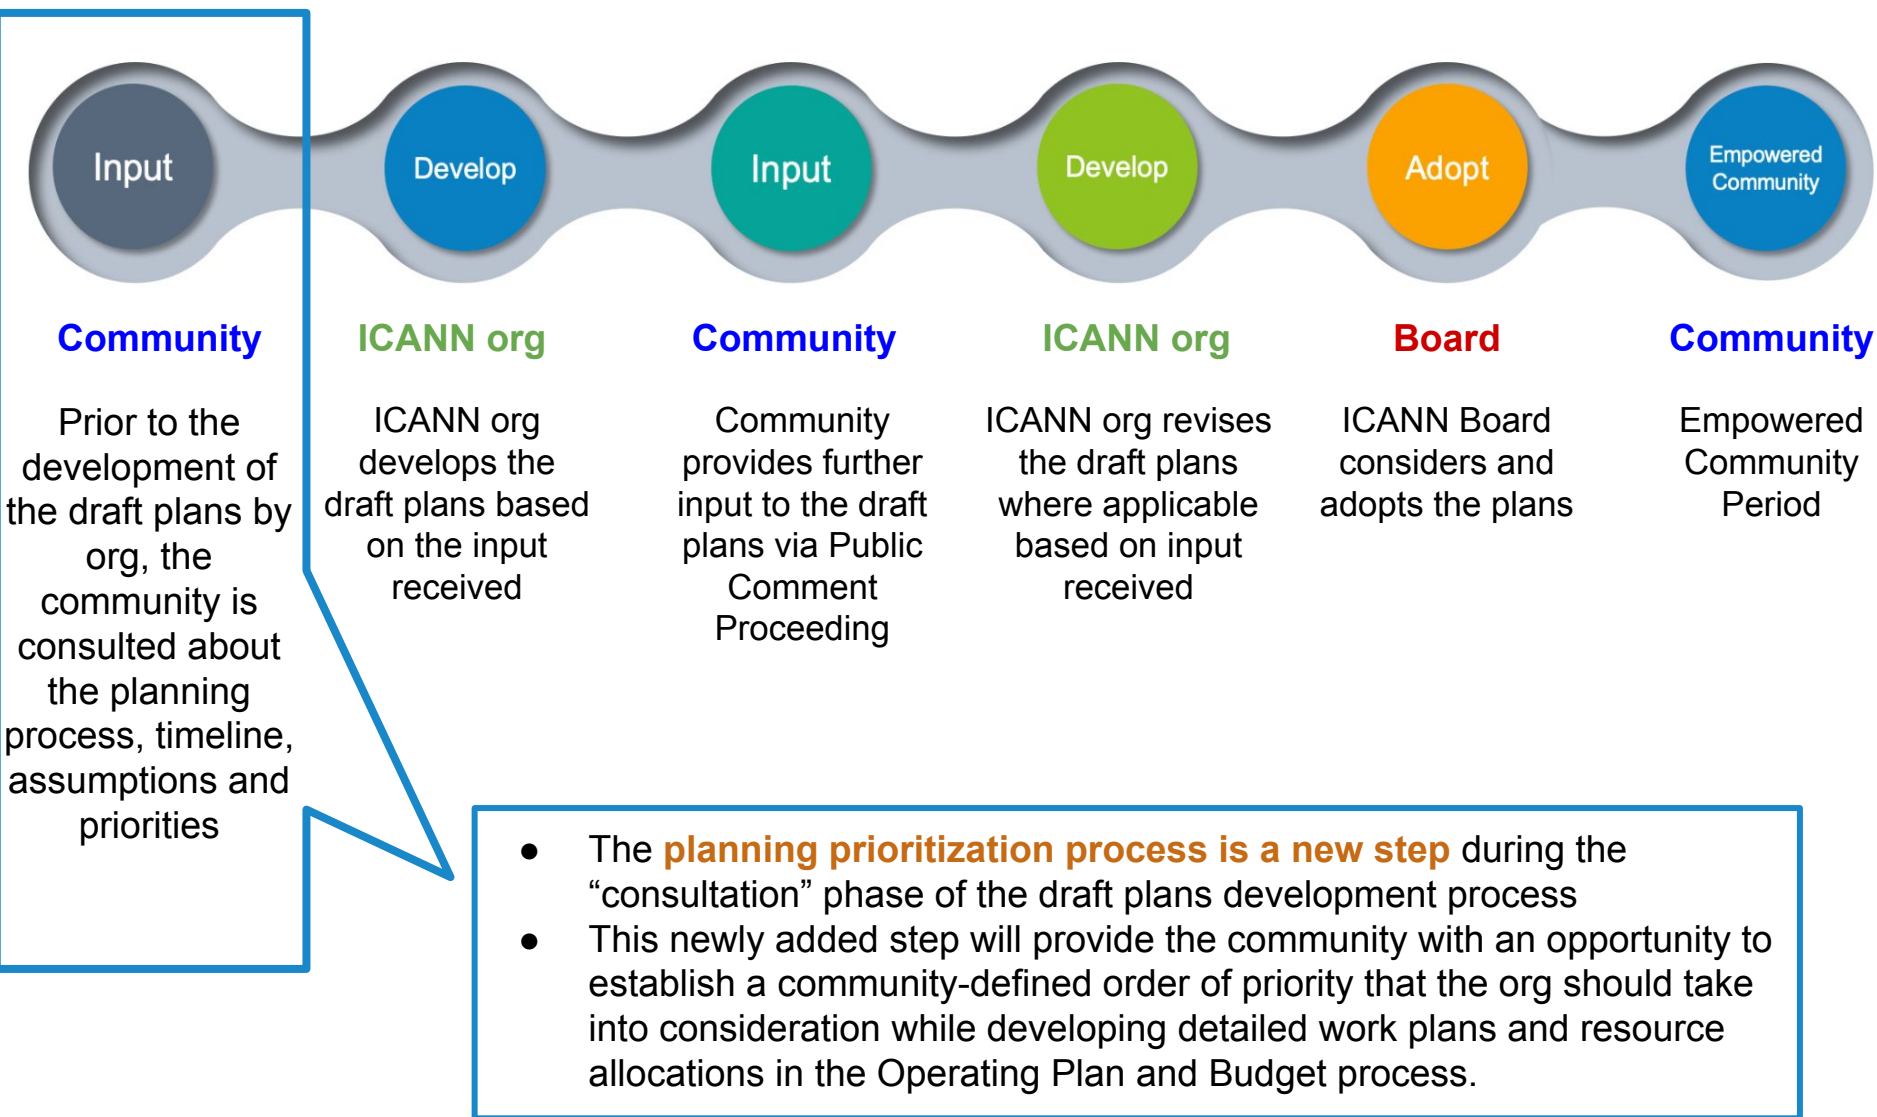 Input
Develop
Input
Develop
Adopt
Empowered
Community
Community
Prior to the
development of
the draft plans by
org, the
community is
consulted about
the planning
process, timeline,
assumptions and
priorities
ICANN org
ICANN org
develops the
draft plans based
on the input
received
Community
Community
provides further
input to the draft
plans via Public
Comment
Proceeding
ICANN org
ICANN org revises
the draft plans
where applicable
based on input
received
Board
ICANN Board
considers and
adopts the plans
Community
Empowered
Community
Period
● The planning prioritization process is a new step during the
“consultation” phase of the draft plans development process
● This newly added step will provide the community with an opportunity to
establish a community-defined order of priority that the org should take
into consideration while developing detailed work plans and resource
allocations in the Operating Plan and Budget process.